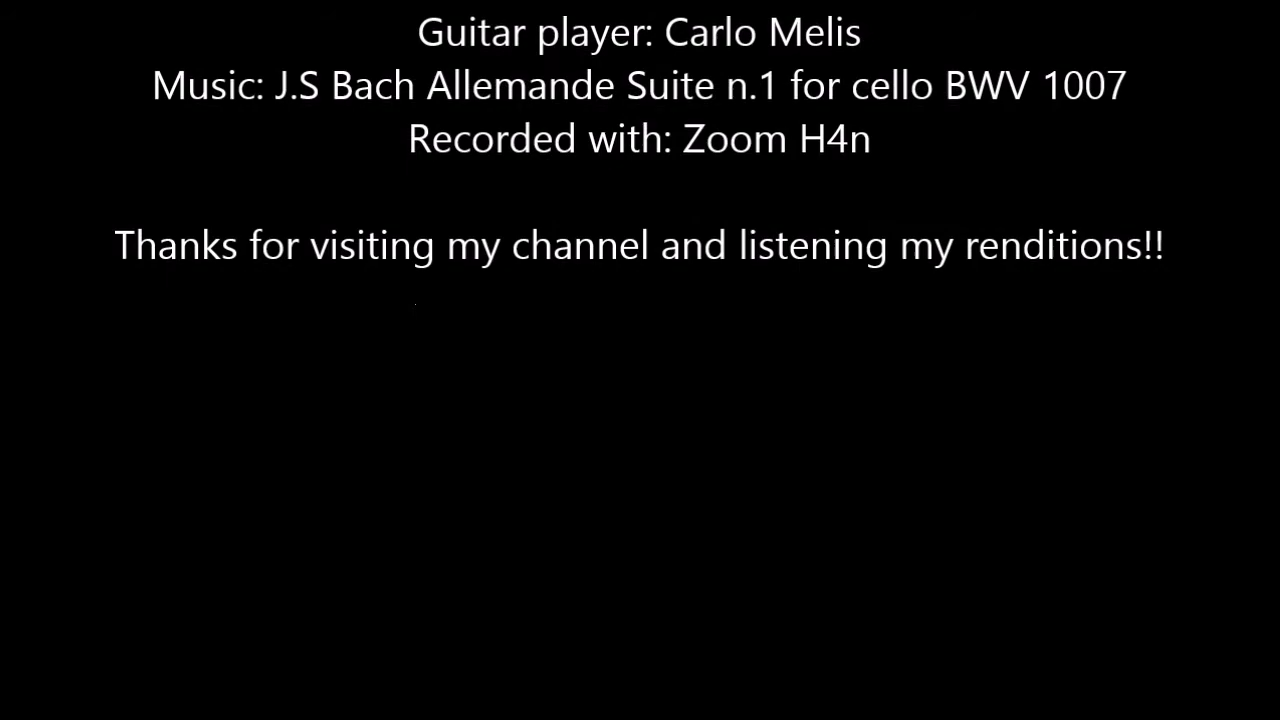 Guitar player: Carlo Melis
Music: J.S Bach Allemande Suite n.1 for cello BWV 1007
Recorded with: Zoom H4n
Thanks for visiting my channel and listening my renditions!!